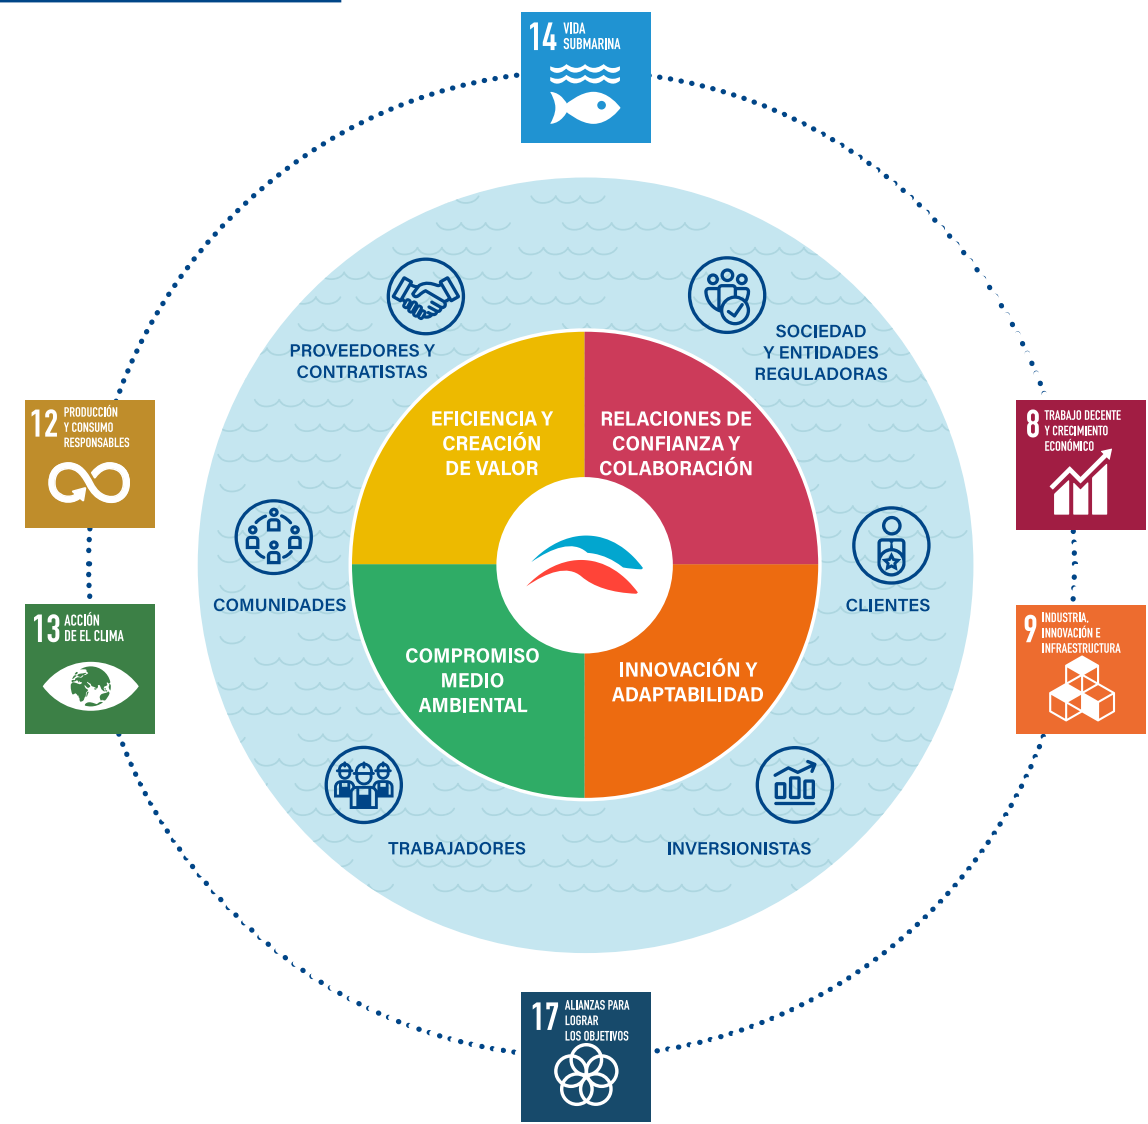 14 VIDA
SUBMARINA
PROVEEDORES Y
CONTRATISTAS
SOCIEDAD
Y ENTIDADES
REGULADORAS
EFICIENCIA Y
CREACIÓN
DE VALOR
RELACIONES DE
CONFIANZA Y
COLABORACIÓN
12 PRODUCCIÓN
Y CONSUMO
RESPONSABLES
8 TRABAJO DECENTE
Y CRECIMIENTO
ECONÓMICO
COMUNIDADES
CLIENTES
13 ACCIÓN
DE EL CLIMA
9 INDUSTRIA,
INNOVACIÓN E
INFRAESTRUCTURA
COMPROMISO
MEDIO
AMBIENTAL
INNOVACIÓN Y
ADAPTABILIDAD
TRABAJADORES
INVERSIONISTAS
17 ALIANZAS PARA
LOGRAR
LOS OBJETIVOS